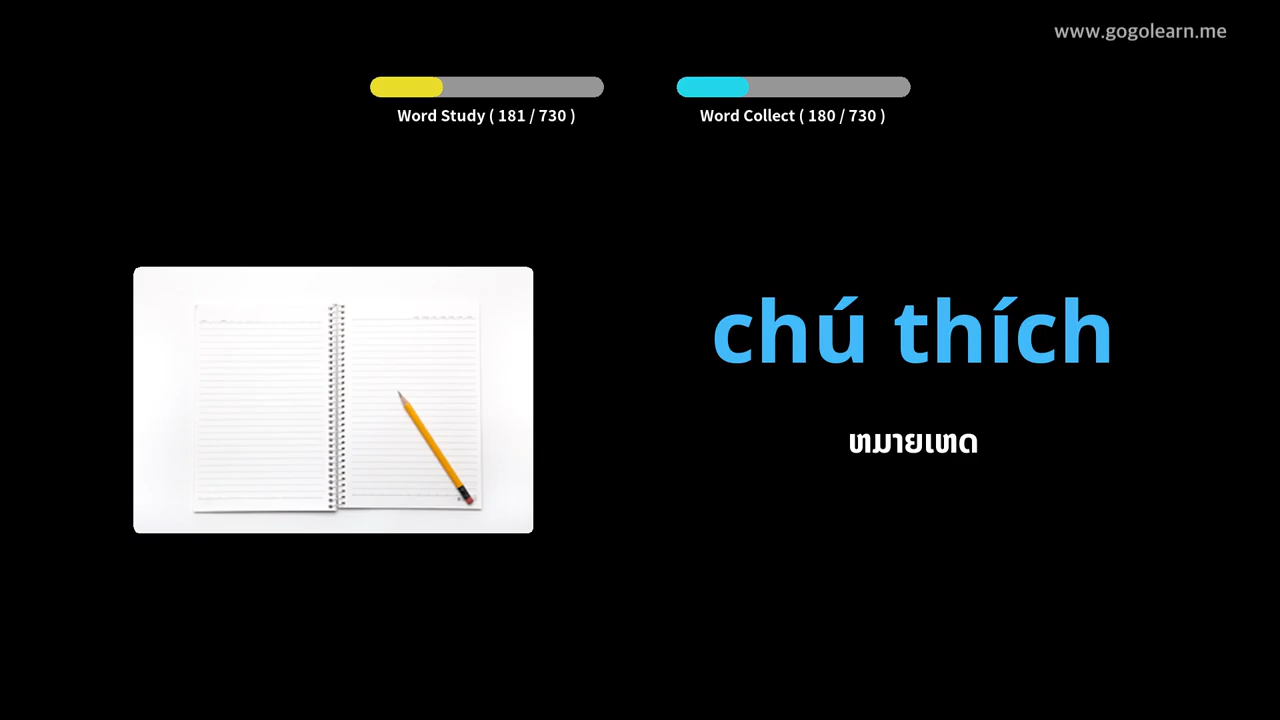 www.gogolearn.me
Word Study ( 181 / 730 )
Word Collect ( 180 / 730 )
chú thích
ຫມາຍເຫດ